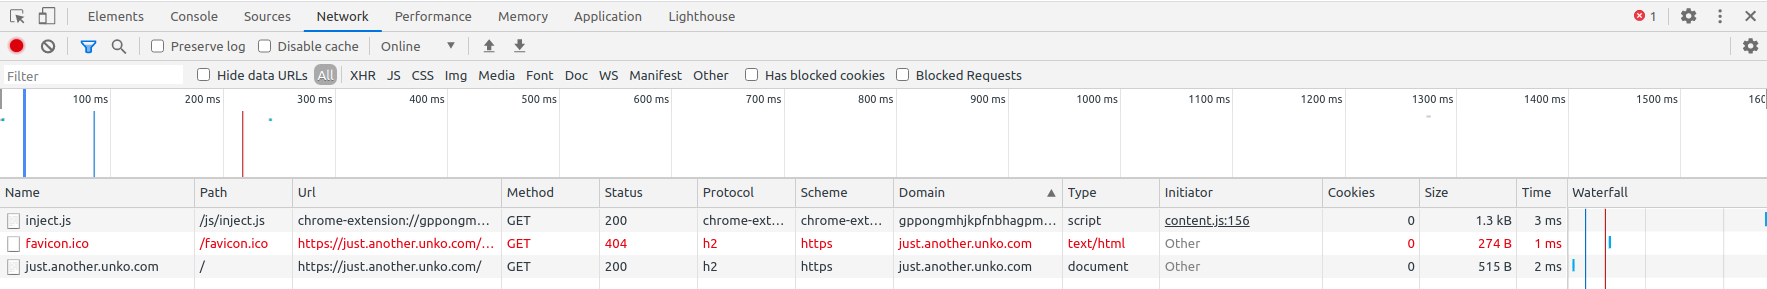 Elements Console Sources Network Performance Memory Application Lighthouse 1
Preserve log Disable cache Online
Filter Hide data URLs All XHR JS CSS Img Media Font Doc WS Manifest Other Has blocked cookies Blocked Requests
100 ms 200 ms 300 ms 400 ms 500 ms 600 ms 700 ms 800 ms 900 ms 1000 ms 1100 ms 1200 ms 1300 ms 1400 ms 1500 ms 160
Name Path Url Method Status Protocol Scheme Domain Type Initiator Cookies Size Time Waterfall
inject.js /js/inject.js chrome-extension://gppongm... GET 200 chrome-ext... chrome-ext... gppongmhjkpfnbhagpm... script content.js:156 0 1.3 kB 3 ms
favicon.ico /favicon.ico https://just.another.unko.com/... GET 404 h2 https just.another.unko.com text/html Other 0 274 B 1 ms
just.another.unko.com / https://just.another.unko.com/ GET 200 h2 https just.another.unko.com document Other 0 515 B 2 ms